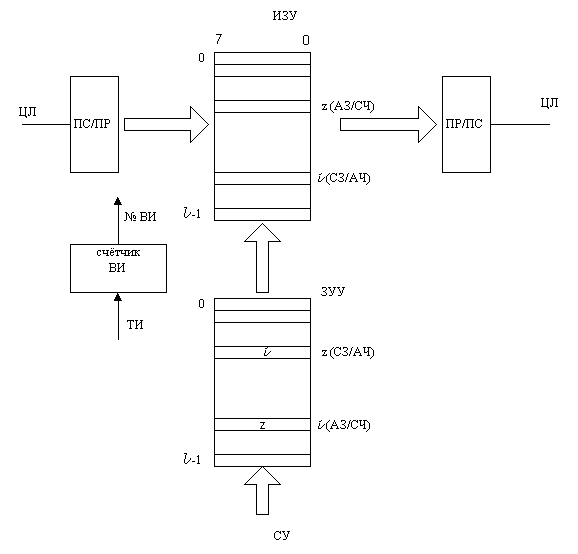 ИЗУ
7 0
0
ЦЛ
ПС/ПР
z (АЗ/СЧ)
ПР/ПС
ЦЛ
i (СЗ/АЧ)
l-1
№ ВИ
счётчик
ВИ
ТИ
ЗУУ
0
i
z (СЗ/АЧ)
z
i (АЗ/СЧ)
l-1
СУ